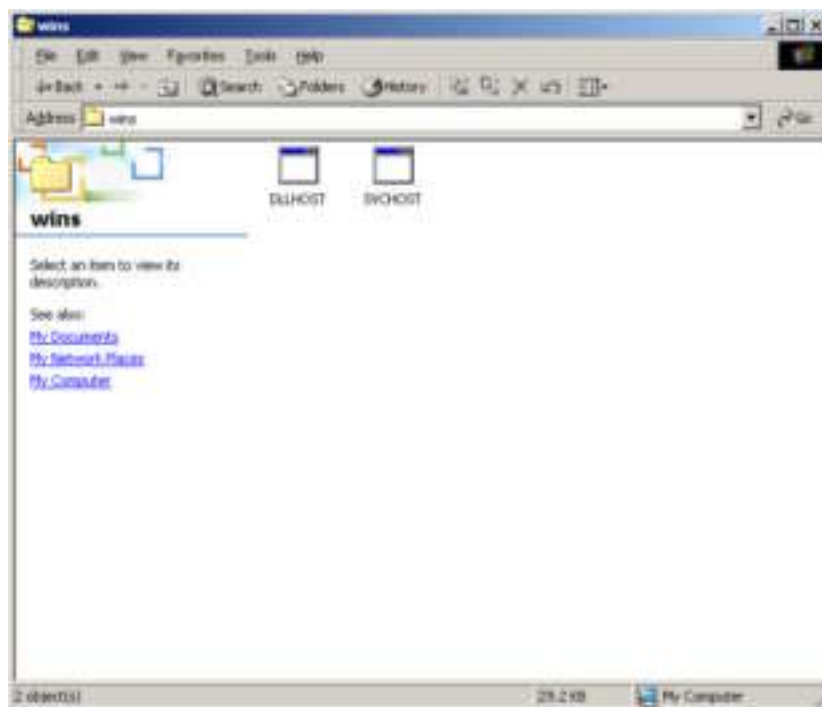 wins
File Edit View Favorites Tools Help
Back Search Folders History
Address wins Go
DLLHOST SVCHOST
wins
Select an item to view its
description.
See also:
My Documents
My Network Places
My Computer
2 object(s) 29.2 KB My Computer